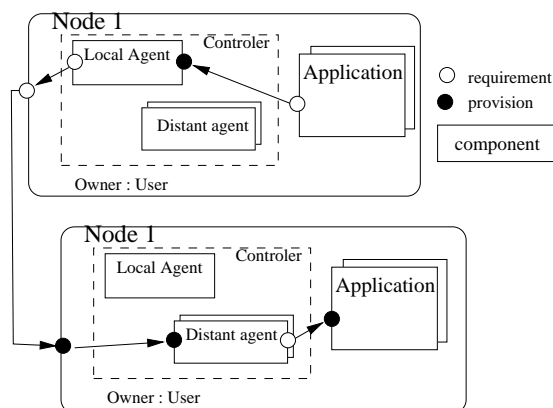 Node 1
Controler
Local Agent
Application
Distant agent
Owner : User
requirement
provision
component
Node 1
Controler
Local Agent
Application
Distant agent
Owner : User